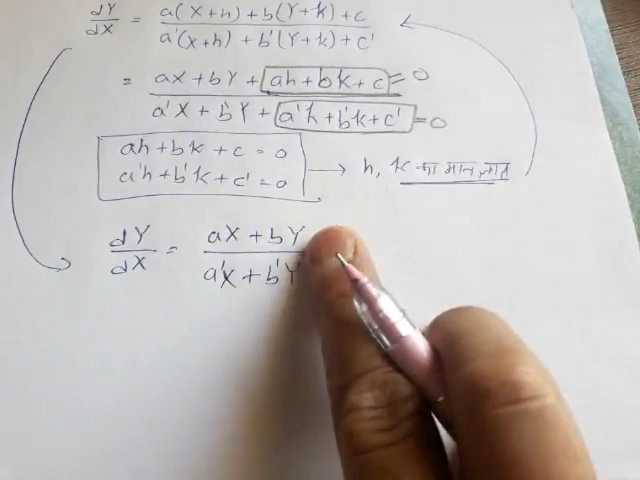 dY/dX = a(X+h)+b(Y+k)+c / a'(X+h)+b'(Y+k)+c'
= aX+bY+ah+bk+c = 0 / a'X+b'Y+a'h+b'k+c' = 0
ah+bk+c = 0
a'h+b'k+c' = 0 → h, k का मान ज्ञात
dY/dX = aX+bY / a'X+b'Y